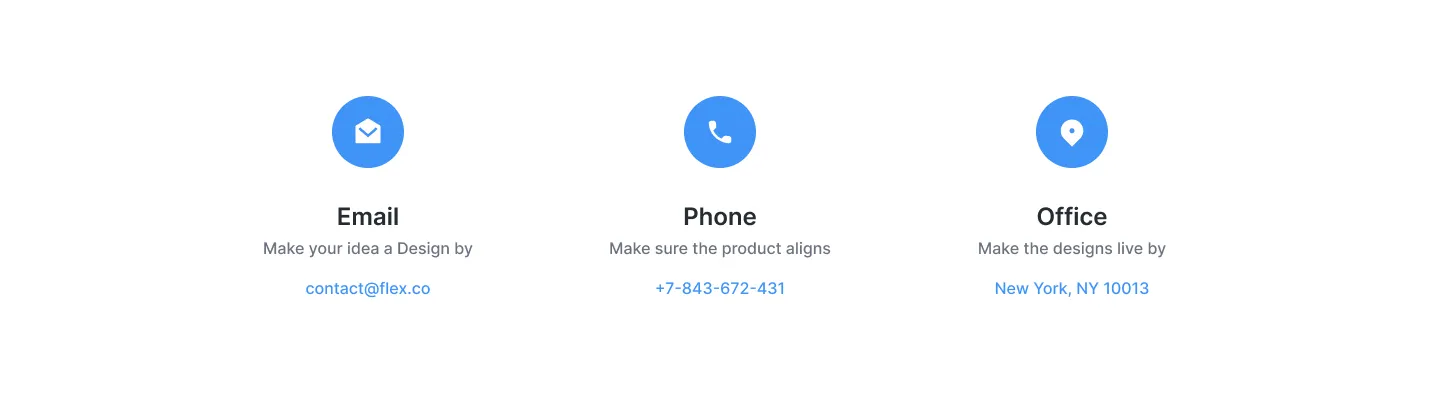 Email
Make your idea a Design by
contact@flex.co
Phone
Make sure the product aligns
+7-843-672-431
Office
Make the designs live by
New York, NY 10013